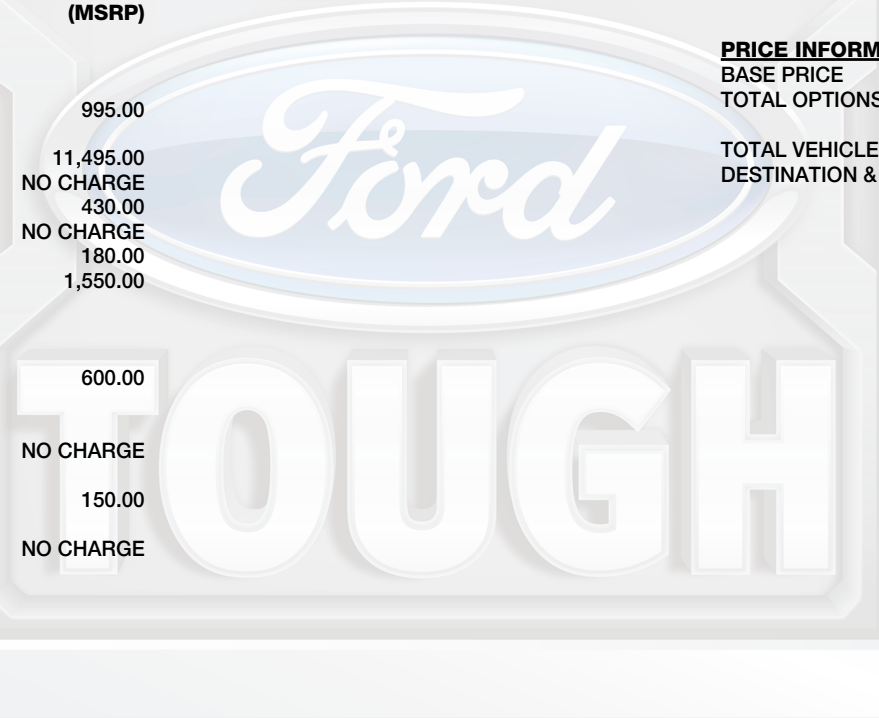 (MSRP)
995.00
11,495.00
NO CHARGE
430.00
NO CHARGE
180.00
1,550.00
600.00
NO CHARGE
150.00
NO CHARGE
PRICE INFORM
BASE PRICE
TOTAL OPTIONS
TOTAL VEHICLE
DESTINATION &
Ford
TOUGH